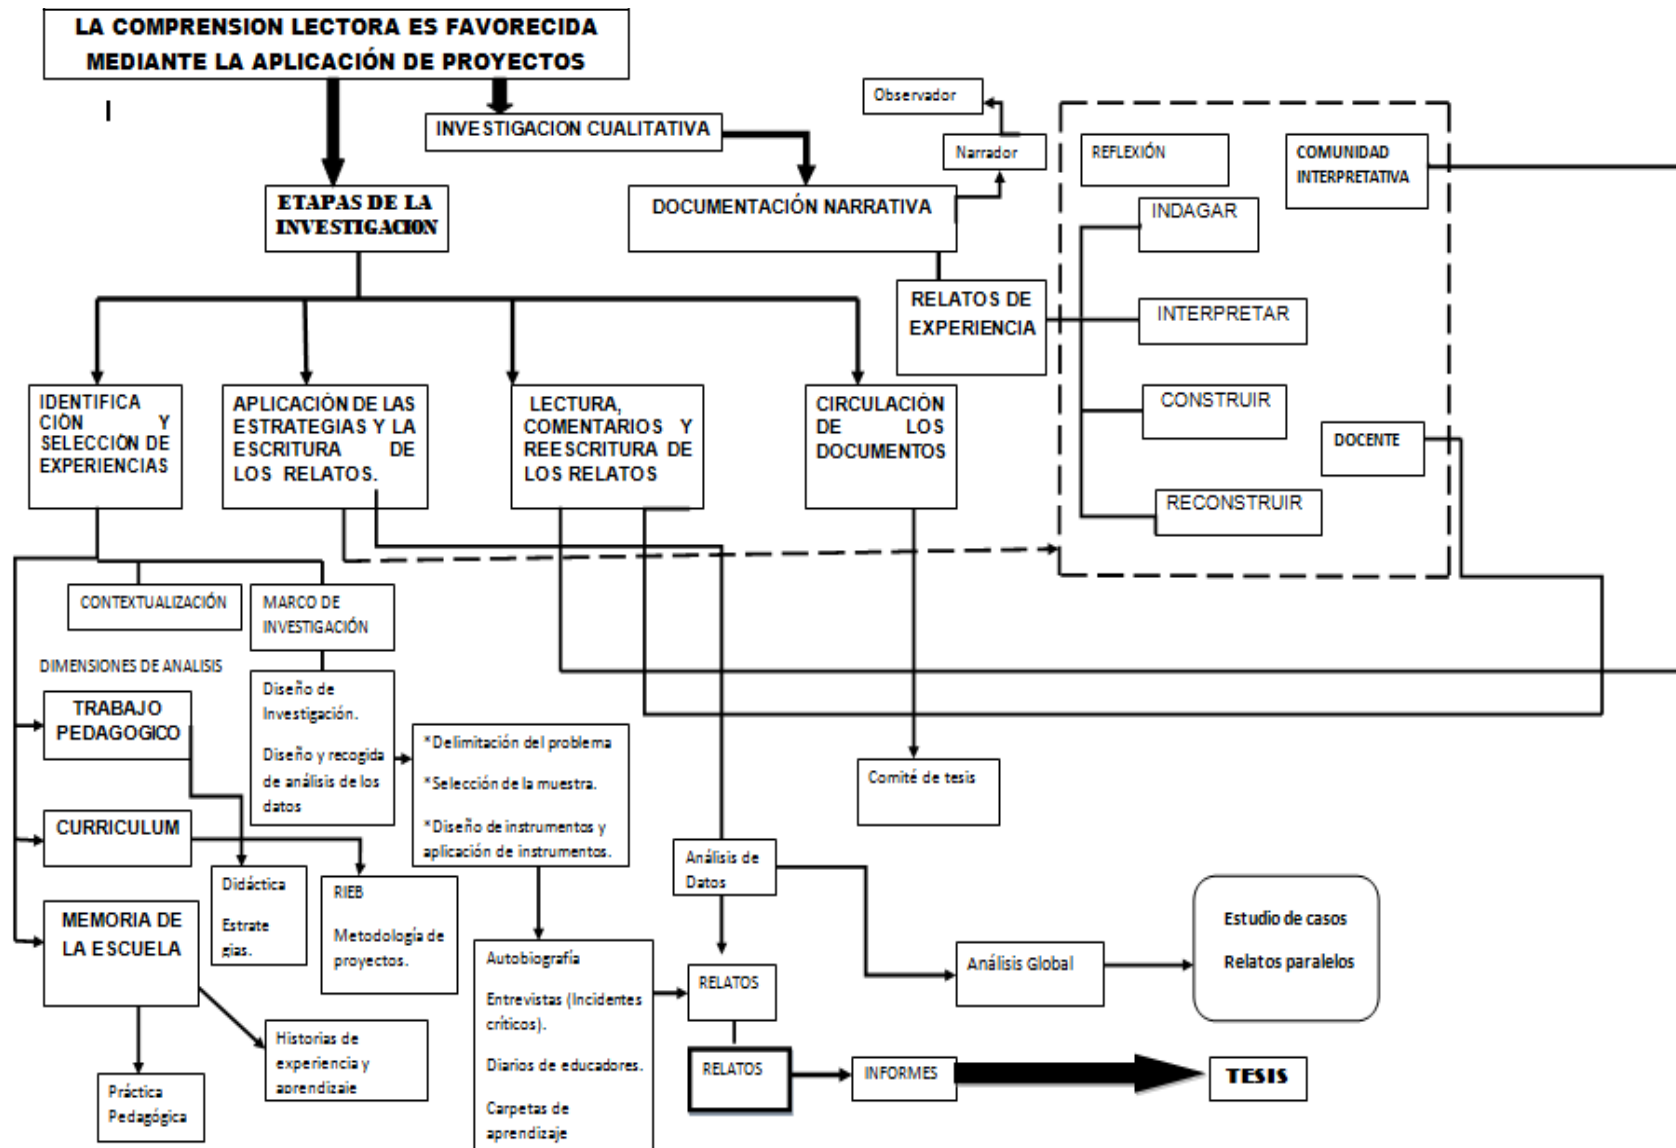 LA COMPRENSION LECTORA ES FAVORECIDA
MEDIANTE LA APLICACIÓN DE PROYECTOS
INVESTIGACION CUALITATIVA
ETAPAS DE LA
INVESTIGACION
DOCUMENTACIÓN NARRATIVA
Observador
Narrador
RELATOS DE
EXPERIENCIA
REFLEXIÓN
COMUNIDAD
INTERPRETATIVA
INDAGAR
INTERPRETAR
CONSTRUIR
DOCENTE
RECONSTRUIR
IDENTIFICA
CIÓN Y
SELECCIÓN DE
EXPERIENCIAS
APLICACIÓN DE LAS
ESTRATEGIAS Y LA
ESCRITURA DE
LOS RELATOS.
LECTURA,
COMENTARIOS Y
REESCRITURA DE
LOS RELATOS
CIRCULACIÓN
DE LOS
DOCUMENTOS
CONTEXTUALIZACIÓN
MARCO DE
INVESTIGACIÓN
DIMENSIONES DE ANALISIS
TRABAJO
PEDAGOGICO
CURRICULUM
MEMORIA DE
LA ESCUELA
Diseño de
Investigación.
Diseño y recogida
de análisis de los
datos
*Delimitación del problema
*Selección de la muestra.
*Diseño de instrumentos y
aplicación de instrumentos.
Comité de tesis
Didáctica
Estrate
gias.
RIEB
Metodología de
proyectos.
Práctica
Pedagógica
Historias de
experiencia y
aprendizaje
Autobiografía
Entrevistas (Incidentes
críticos).
Diarios de educadores.
Carpetas de
aprendizaje
Análisis de
Datos
RELATOS
RELATOS
INFORMES
TESIS
Análisis Global
Estudio de casos
Relatos paralelos